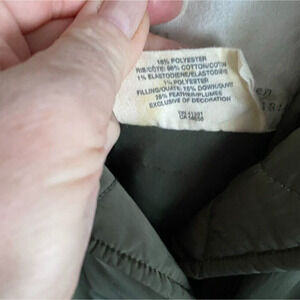 18% POLYESTER
RIB/CÔTE: 98% COTTON/COTON
1% ELASTODIENE/ELASTODIÈNE
1% POLYESTER
FILLING/OUATE: 75% DOWN/DUVET
25% FEATHER/PLUMES
EXCLUSIVE OF DECORATION